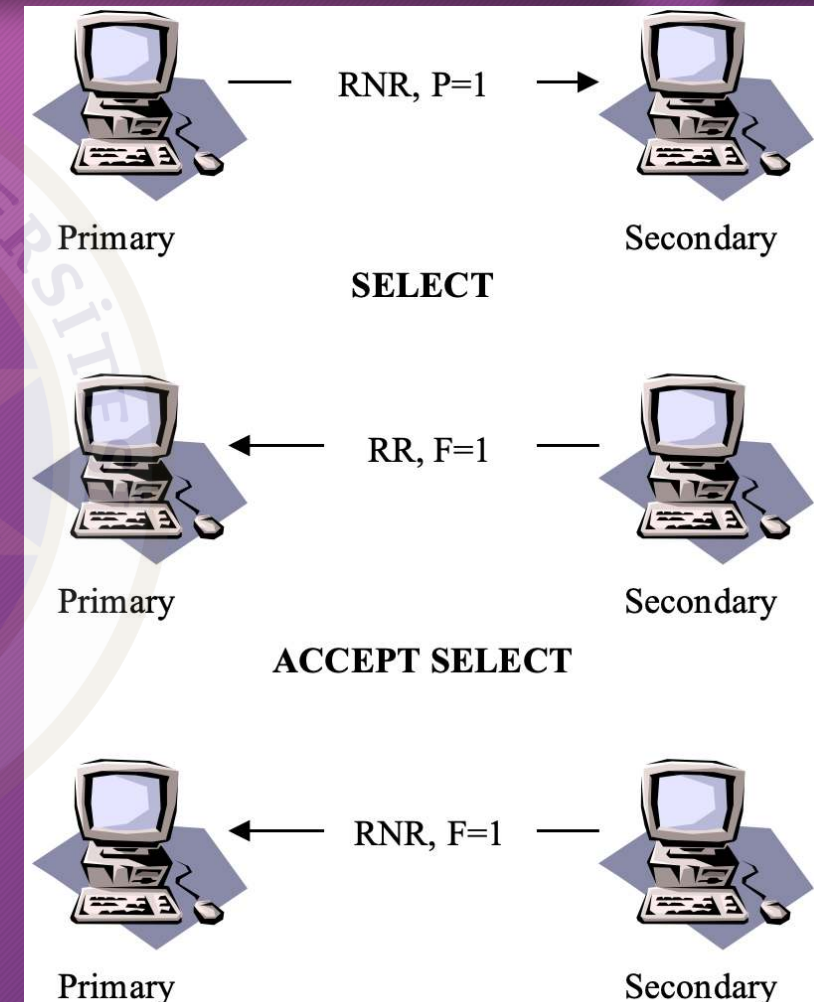 RNR, P=1
Primary Secondary
SELECT
RR, F=1
Primary Secondary
ACCEPT SELECT
RNR, F=1
Primary Secondary